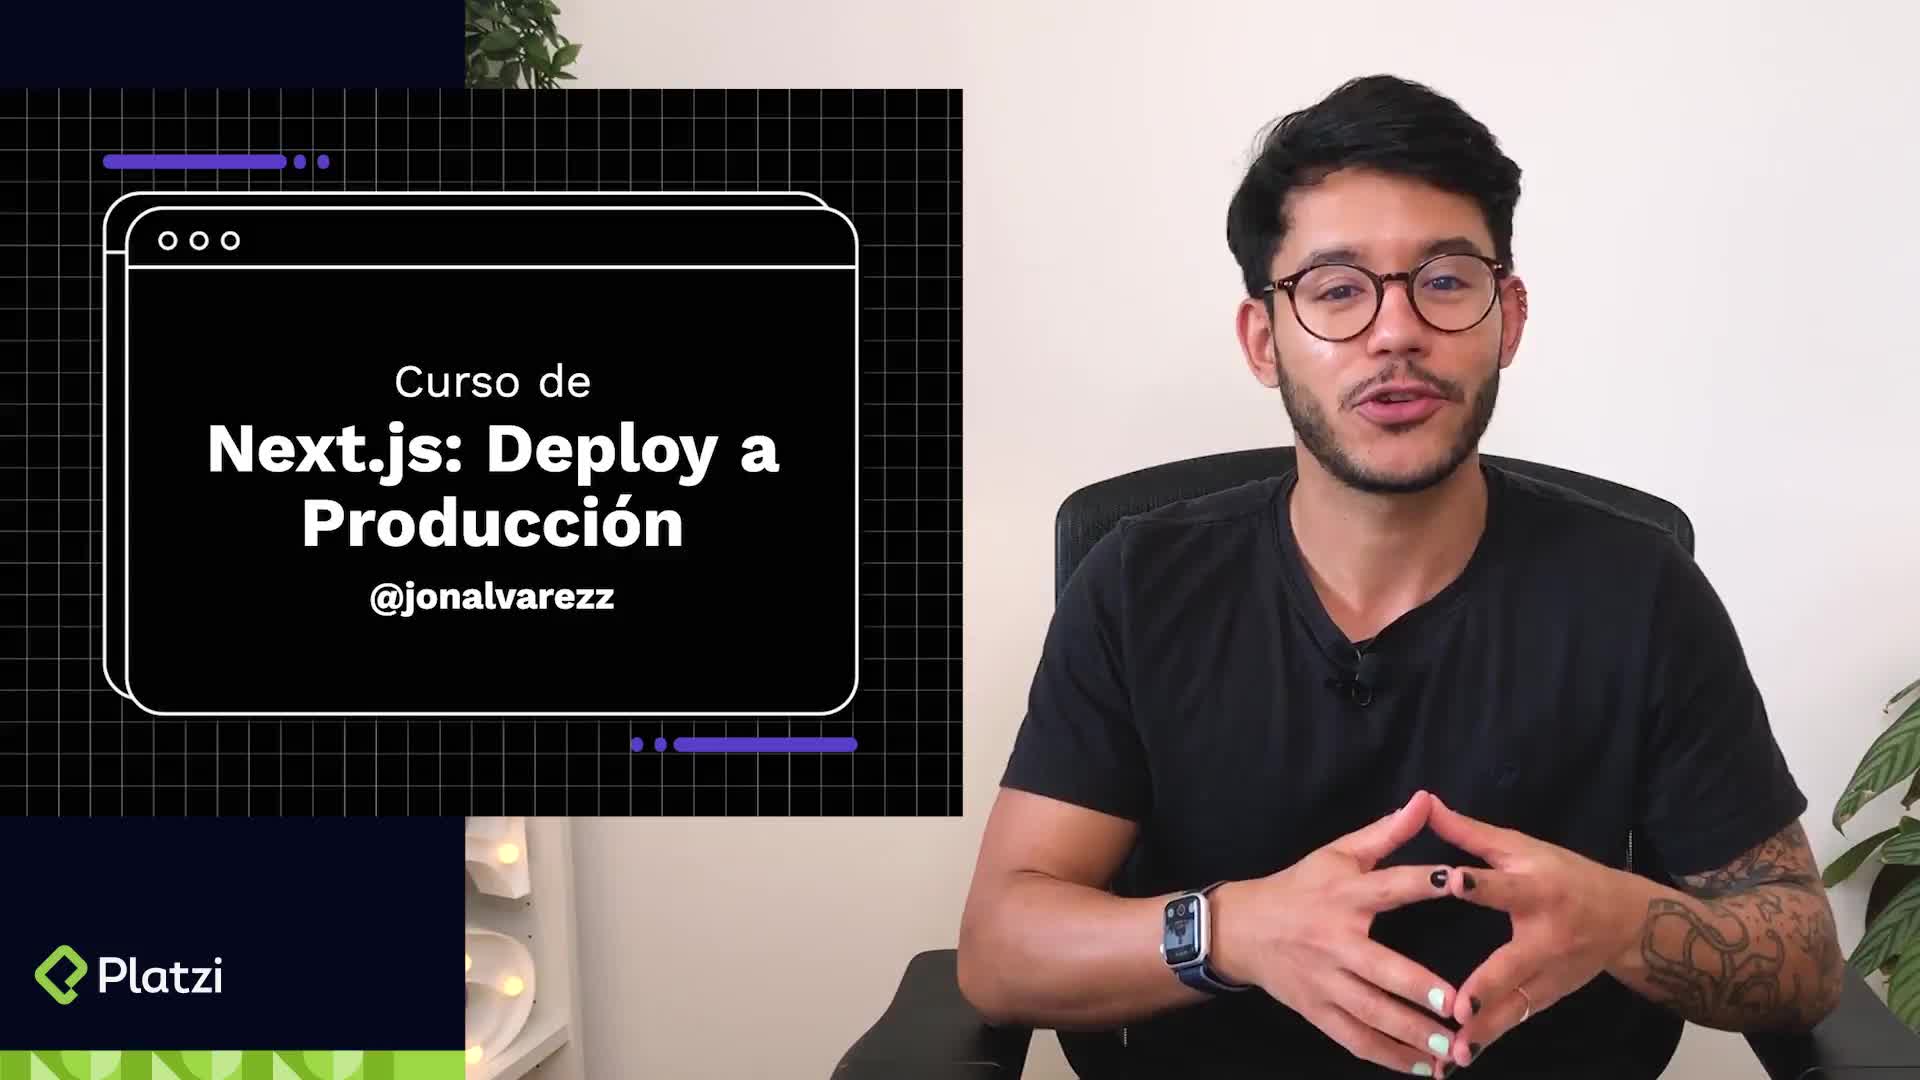 Curso de
Next.js: Deploy a
Producción
@jonalvarezz
Platzi